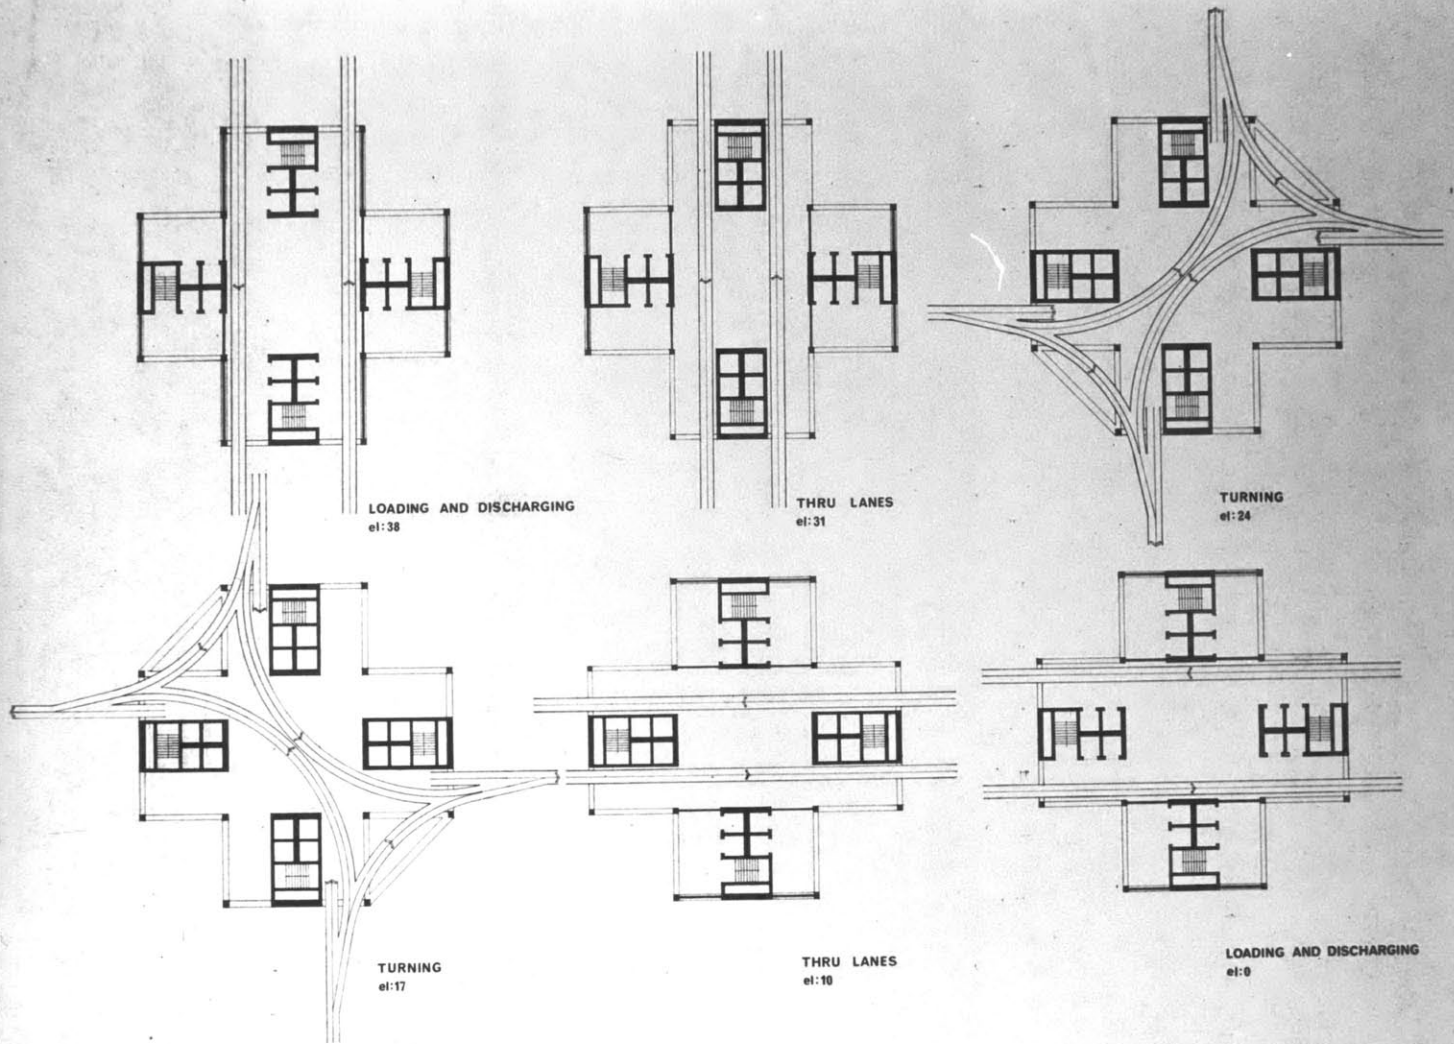 LOADING AND DISCHARGING
el:38
THRU LANES
el:31
TURNING
el:24
TURNING
el:17
THRU LANES
el:10
LOADING AND DISCHARGING
el:0